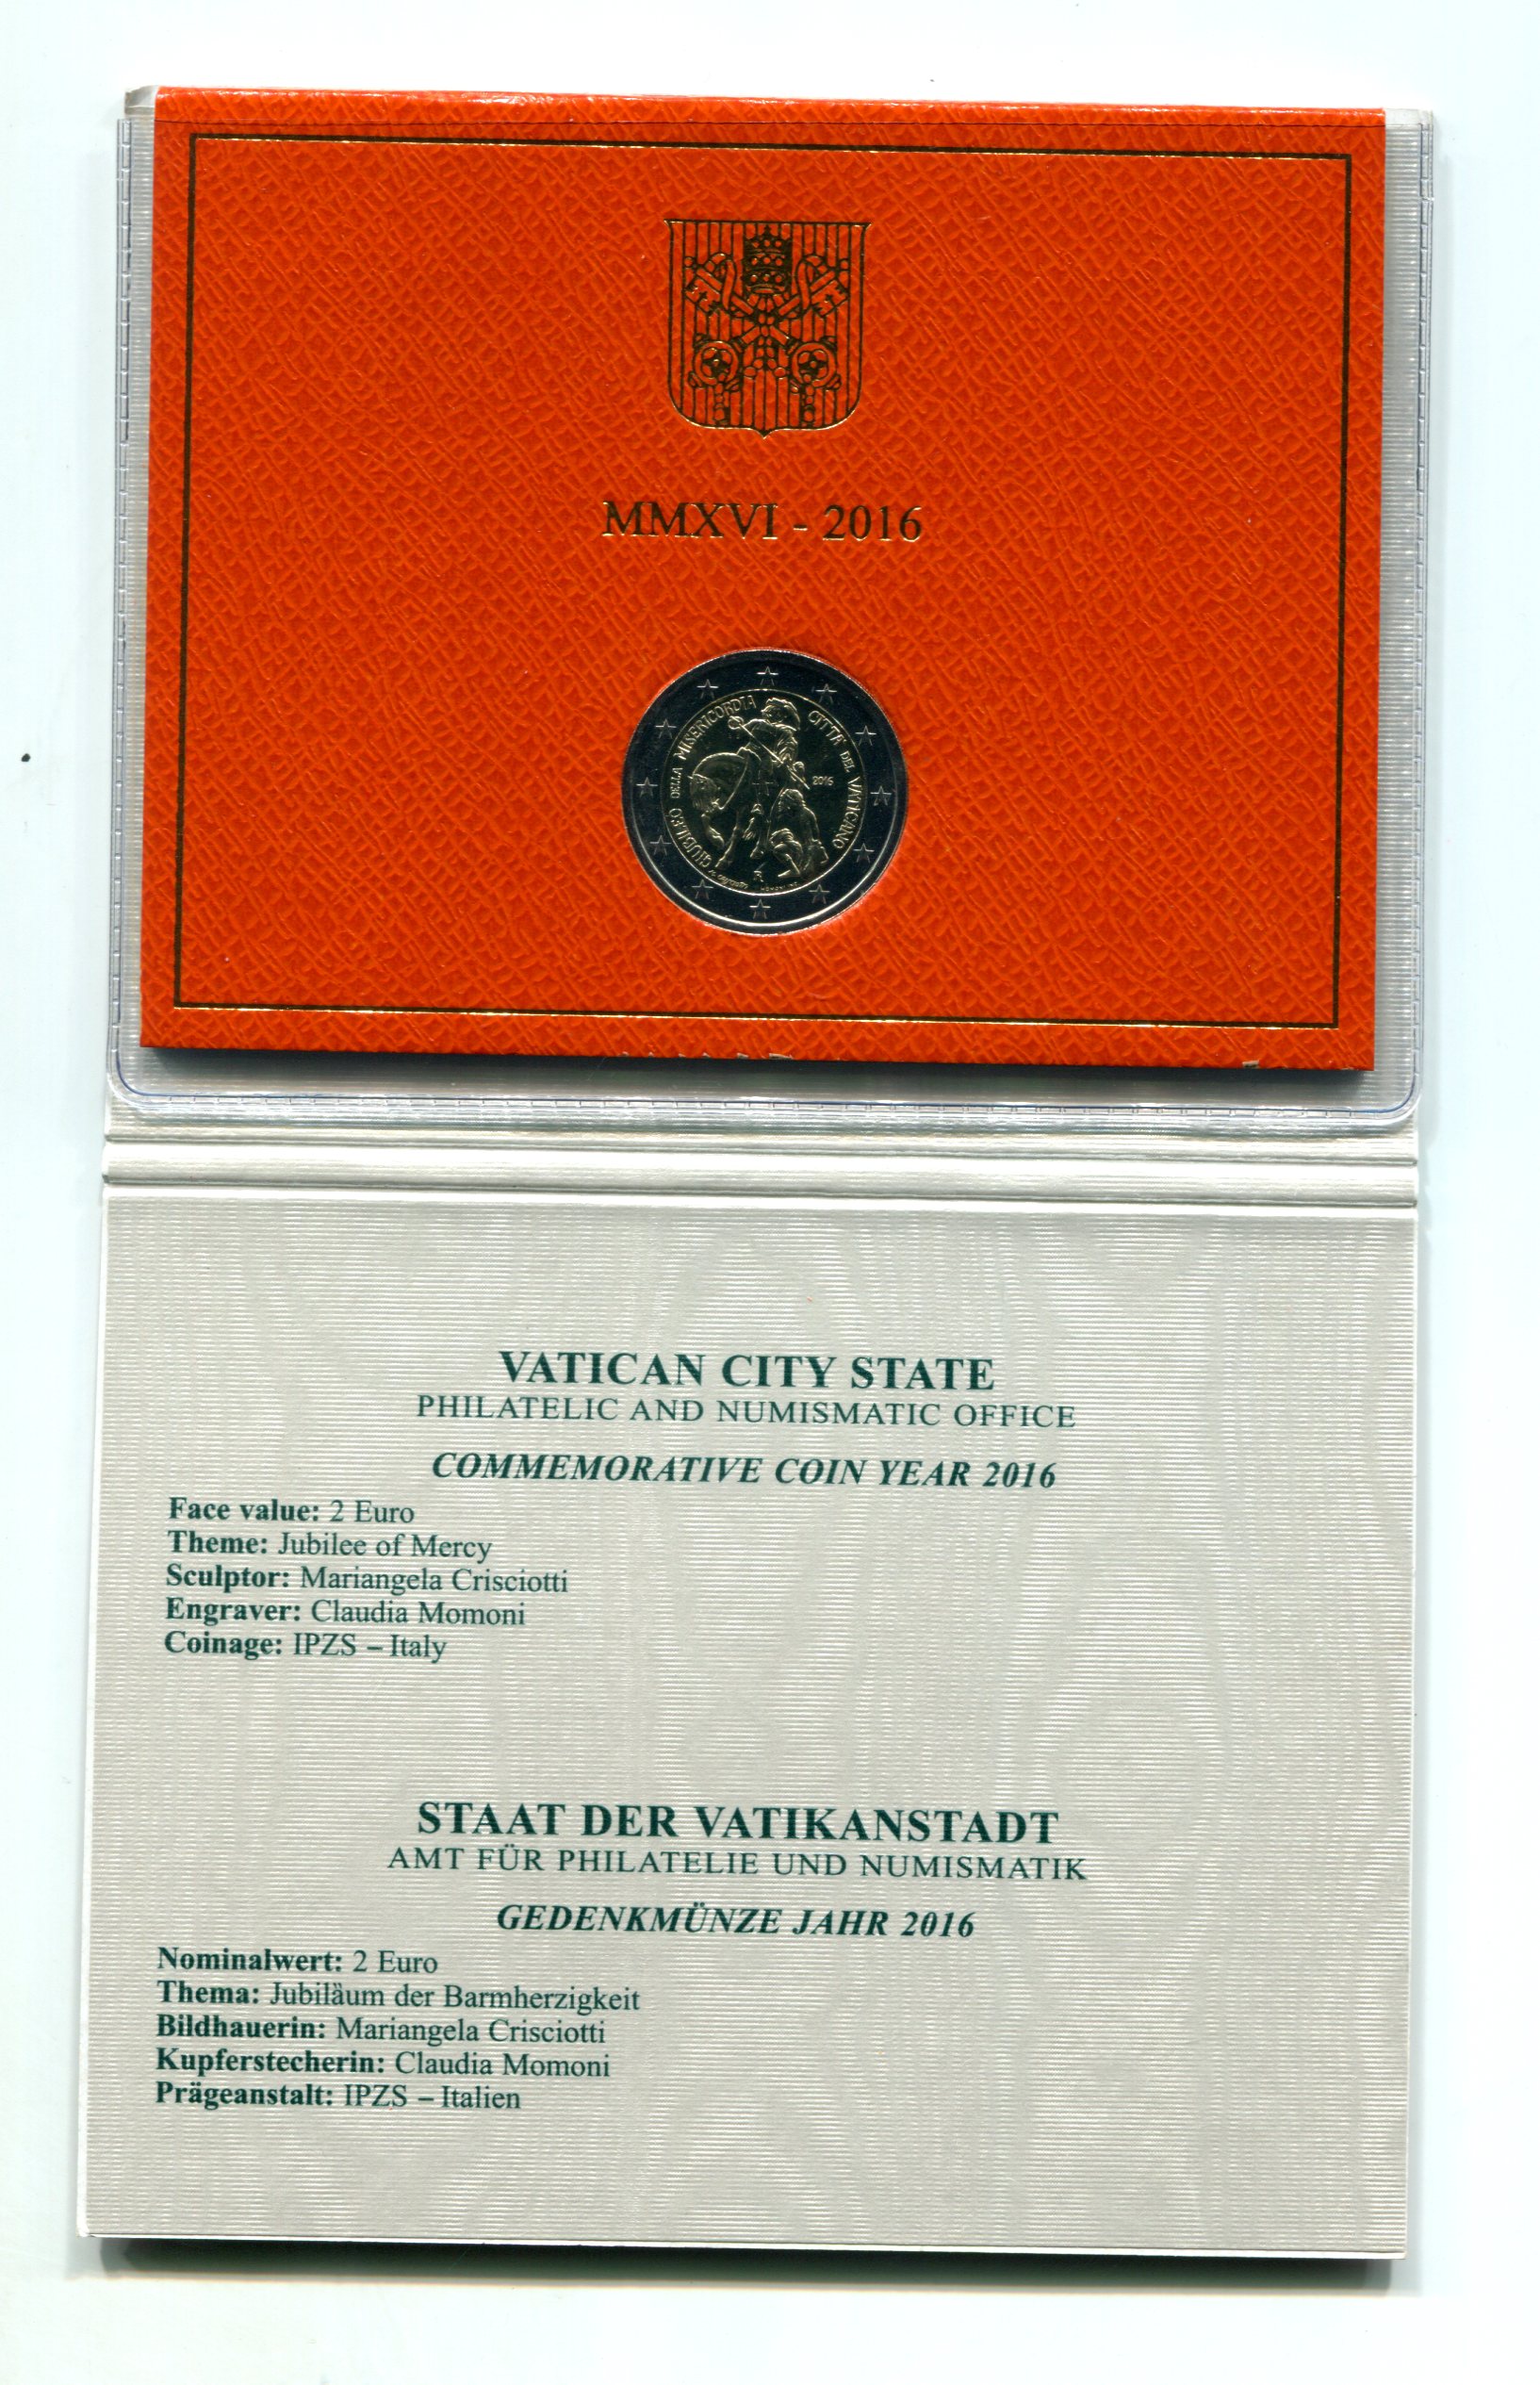 MMXVI - 2016
GIUBILEO DELLA MISERICORDIA CITTA' DEL VATICANO
2016
R
VATICAN CITY STATE
PHILATELIC AND NUMISMATIC OFFICE
COMMEMORATIVE COIN YEAR 2016
Face value: 2 Euro
Theme: Jubilee of Mercy
Sculptor: Mariangela Crisciotti
Engraver: Claudia Momoni
Coinage: IPZS – Italy
STAAT DER VATIKANSTADT
AMT FÜR PHILATELIE UND NUMISMATIK
GEDENKMÜNZE JAHR 2016
Nominalwert: 2 Euro
Thema: Jubiläum der Barmherzigkeit
Bildhauerin: Mariangela Crisciotti
Kupferstecherin: Claudia Momoni
Prägeanstalt: IPZS – Italien